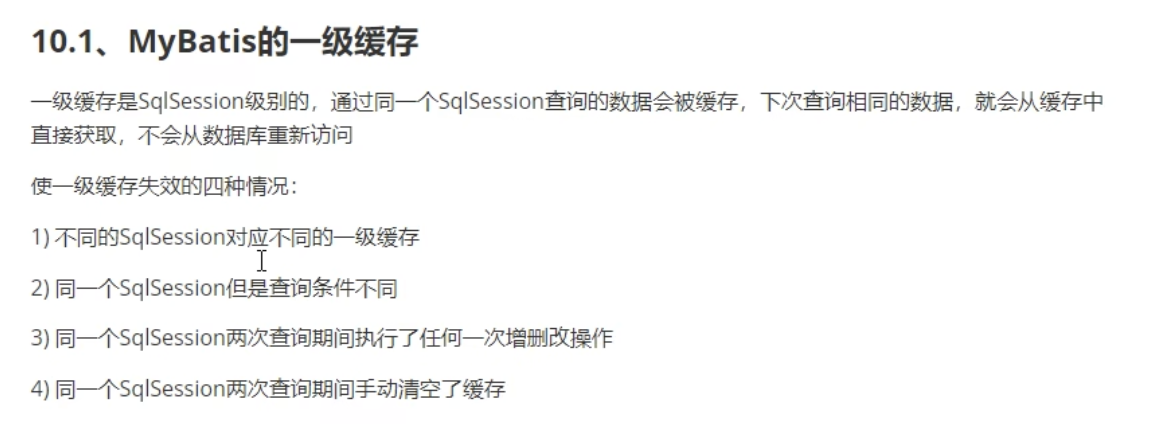 10.1、MyBatis的一级缓存
一级缓存是SqlSession级别的，通过同一个SqlSession查询的数据会被缓存，下次查询相同的数据，就会从缓存中
直接获取，不会从数据库重新访问
使一级缓存失效的四种情况：
1) 不同的SqlSession对应不同的一级缓存
2) 同一个SqlSession但是查询条件不同
3) 同一个SqlSession两次查询期间执行了任何一次增删改操作
4) 同一个SqlSession两次查询期间手动清空了缓存